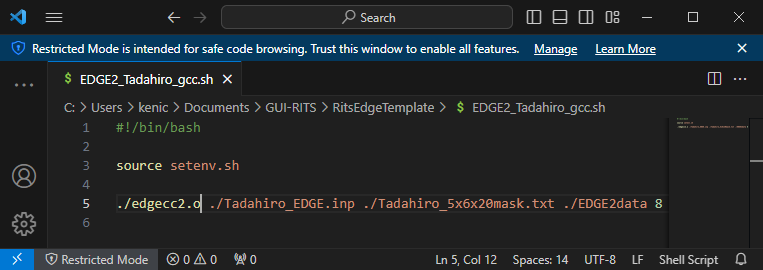 Search
Restricted Mode is intended for safe code browsing. Trust this window to enable all features. Manage Learn More
$ EDGE2_Tadahiro_gcc.sh
C: > Users > kenic > Documents > GUI-RITS > RitsEdgeTemplate > $ EDGE2_Tadahiro_gcc.sh
1 #!/bin/bash
2
3 source setenv.sh
4
5 ./edgecc2.o ./Tadahiro_EDGE.inp ./Tadahiro_5x6x20mask.txt ./EDGE2data 8
6
Restricted Mode 0 0 0 Ln 5, Col 12 Spaces: 14 UTF-8 LF Shell Script